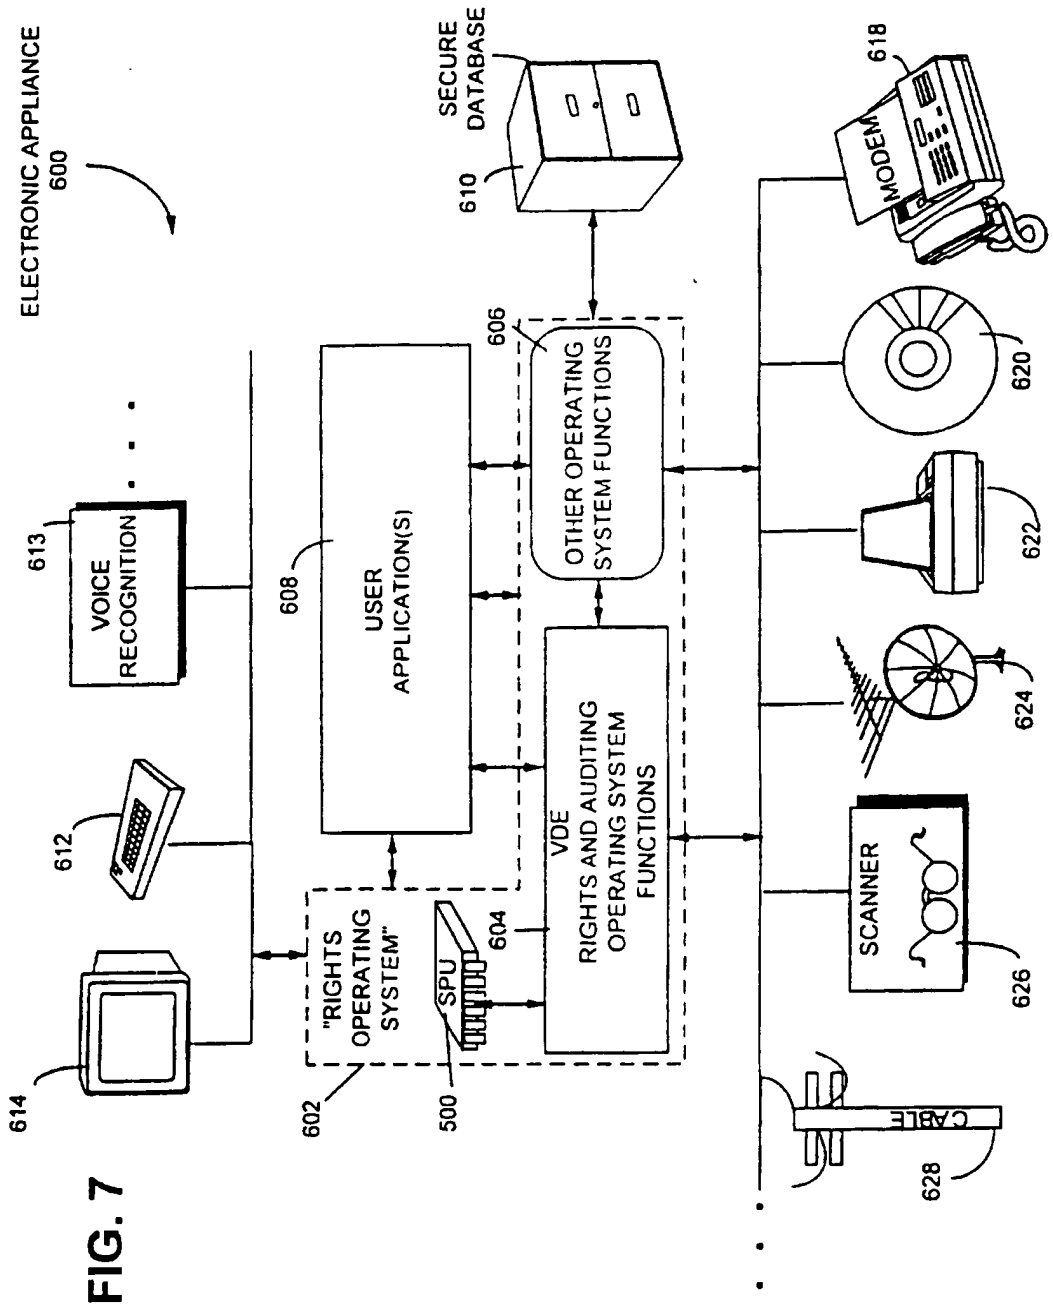 FIG. 7
ELECTRONIC APPLIANCE
600
614
612
613
VOICE
RECOGNITION
602
"RIGHTS
OPERATING
SYSTEM"
608
USER
APPLICATION(S)
SPU
500
604
VDE
RIGHTS AND AUDITING
OPERATING SYSTEM
FUNCTIONS
606
OTHER OPERATING
SYSTEM FUNCTIONS
610
SECURE
DATABASE
CABLE
628
SCANNER
626
624
622
620
MODEM
618